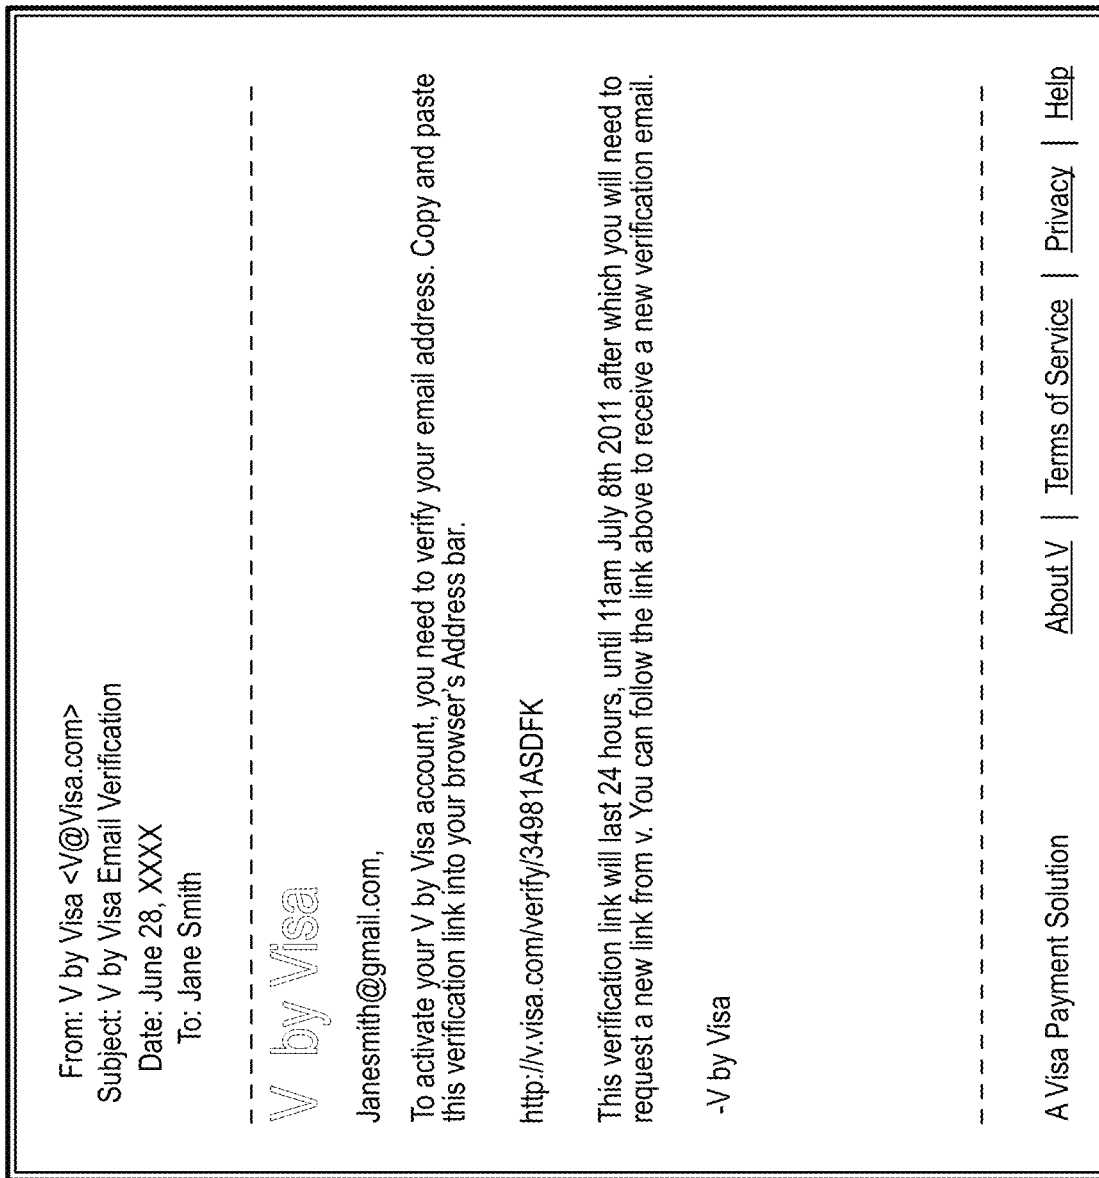 From: V by Visa <V@Visa.com>
Subject: V by Visa Email Verification
Date: June 28, XXXX
To: Jane Smith
V by Visa
Janesmith@gmail.com,
To activate your V by Visa account, you need to verify your email address. Copy and paste
this verification link into your browser's Address bar.
http://v.visa.com/verify/34981ASDFK
This verification link will last 24 hours, until 11am July 8th 2011 after which you will need to
request a new link from v. You can follow the link above to receive a new verification email.
-V by Visa
A Visa Payment Solution About V | Terms of Service | Privacy | Help